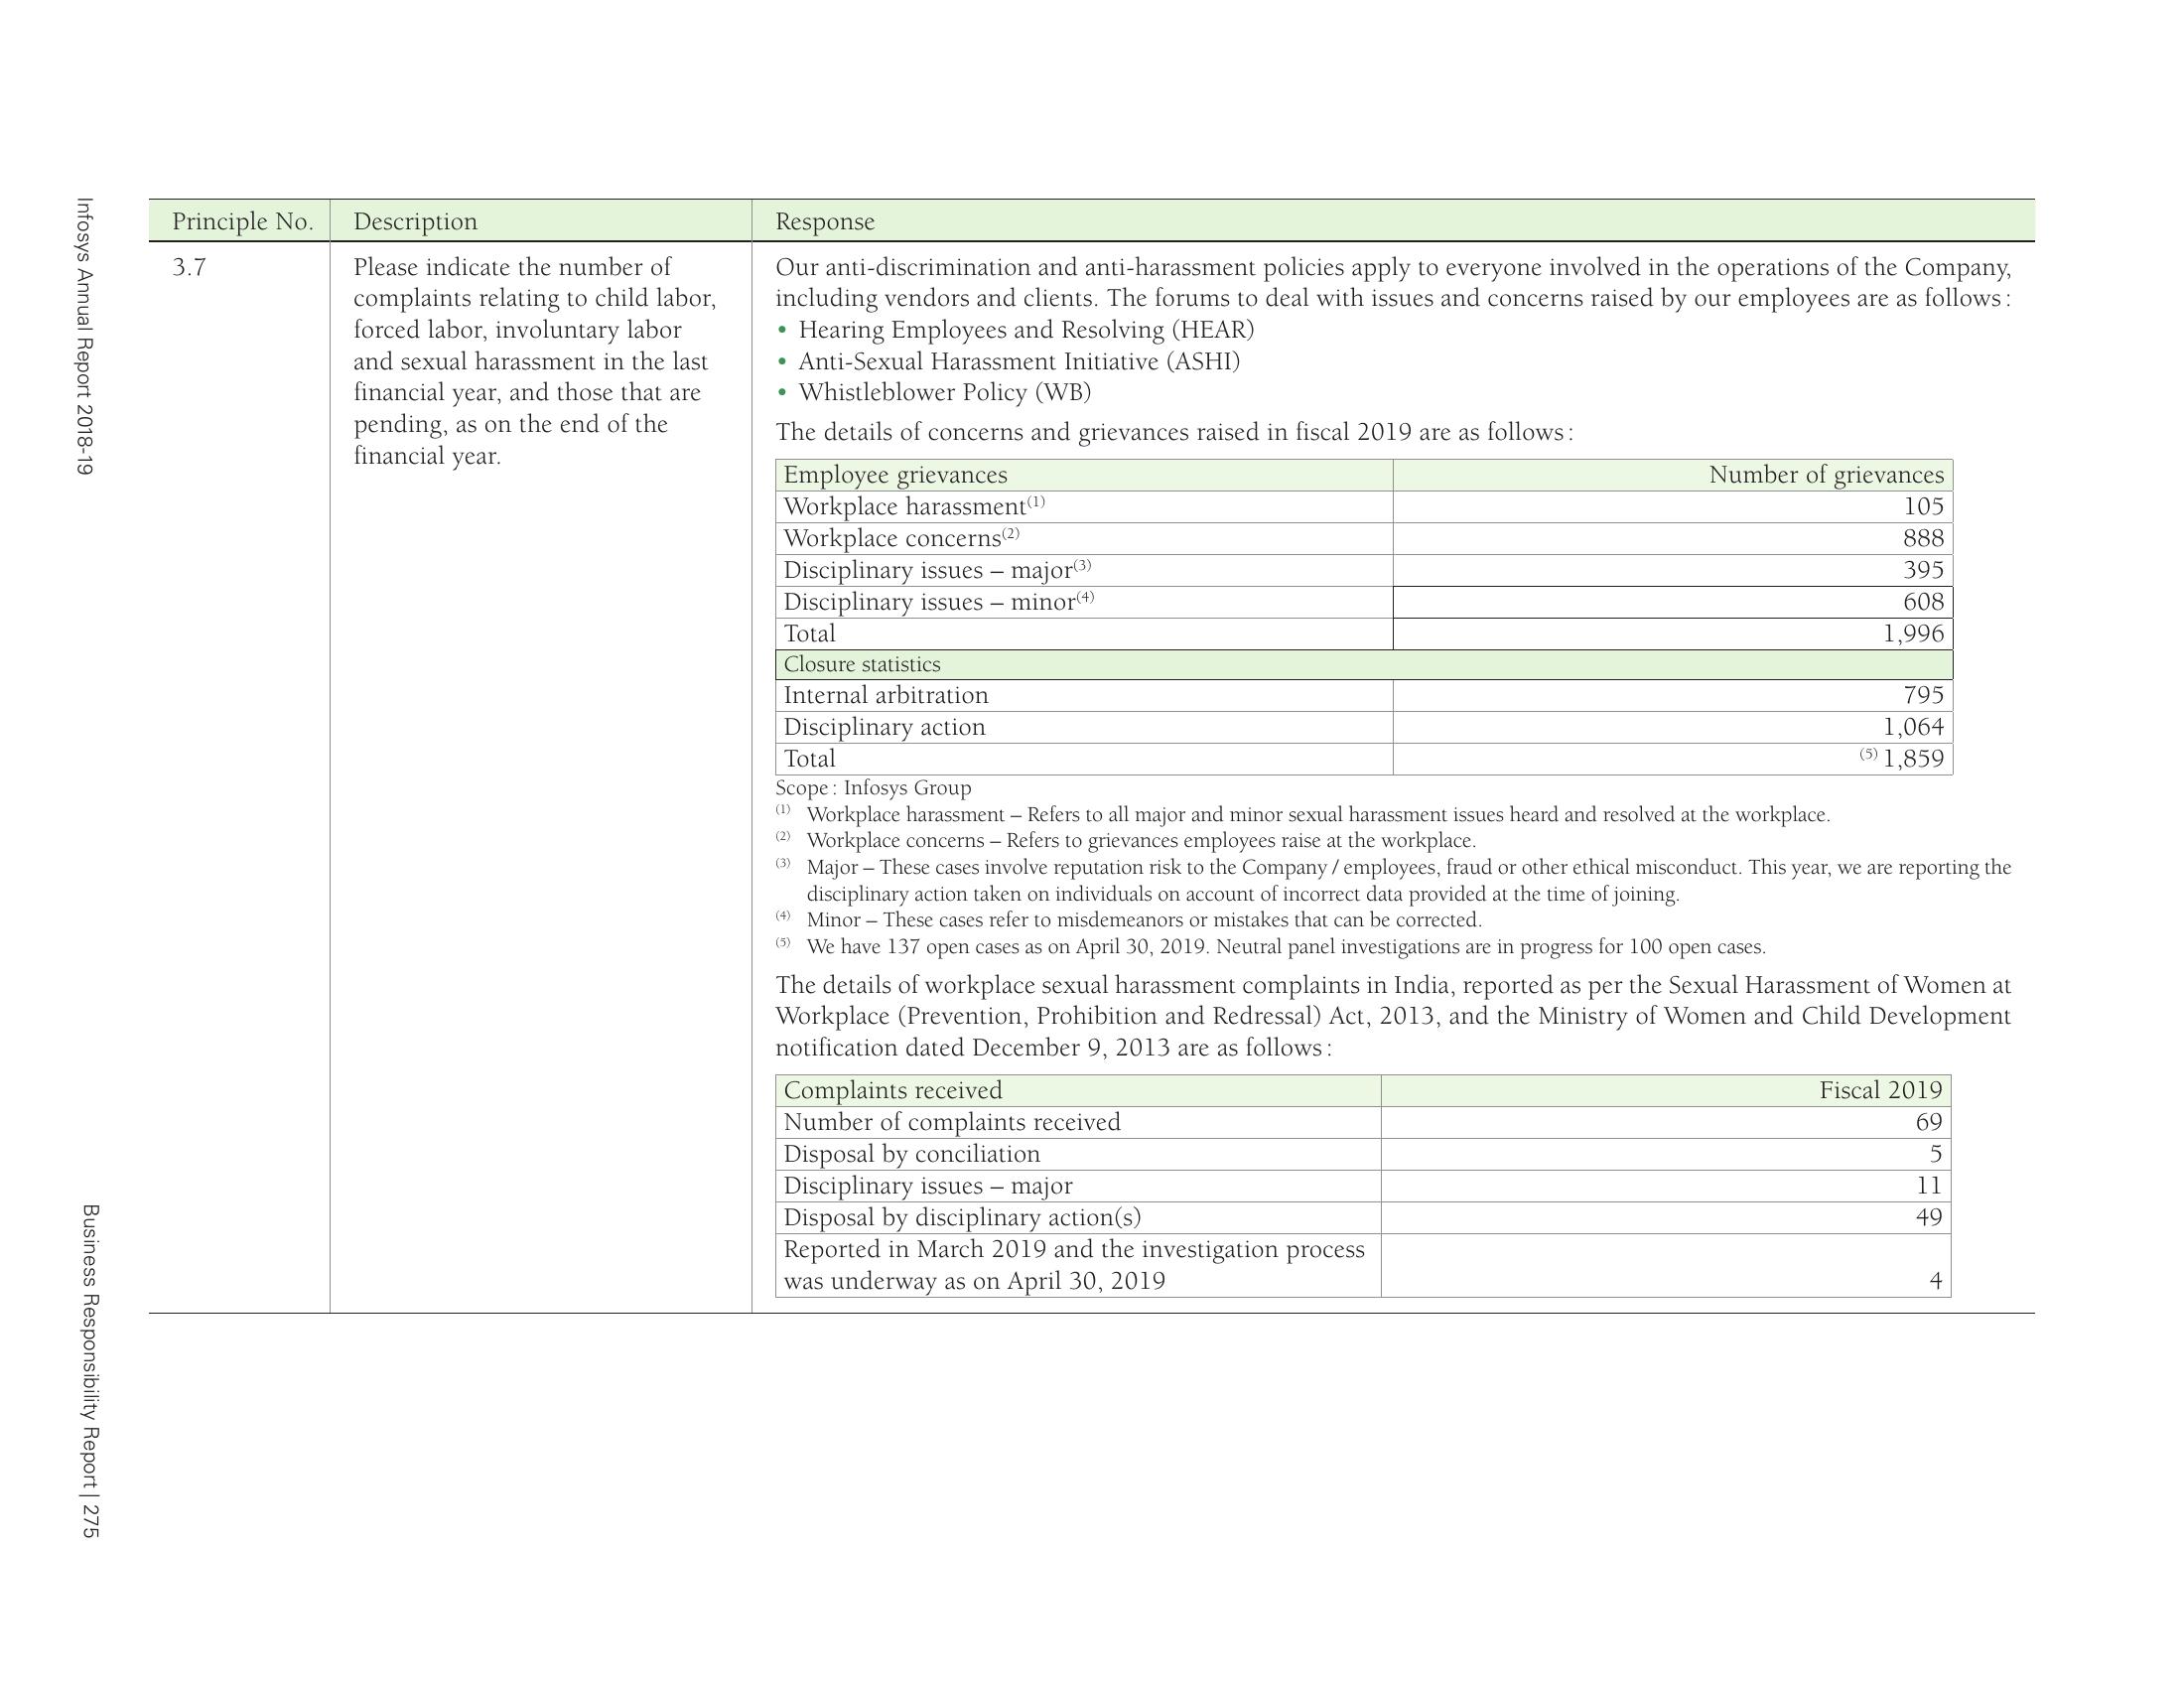 Infosys Annual Report 2018-19
Principle No. Description Response
3.7
Please indicate the number of
complaints relating to child labor,
forced labor, involuntary labor
and sexual harassment in the last
financial year, and those that are
pending, as on the end of the
financial year.
Our anti-discrimination and anti-harassment policies apply to everyone involved in the operations of the Company,
including vendors and clients. The forums to deal with issues and concerns raised by our employees are as follows:
• Hearing Employees and Resolving (HEAR)
• Anti-Sexual Harassment Initiative (ASHI)
• Whistleblower Policy (WB)
The details of concerns and grievances raised in fiscal 2019 are as follows:
Employee grievances Number of grievances
Workplace harassment(1) 105
Workplace concerns(2) 888
Disciplinary issues – major(3) 395
Disciplinary issues – minor(4) 608
Total 1,996
Closure statistics
Internal arbitration 795
Disciplinary action 1,064
Total (5) 1,859
Scope: Infosys Group
(1) Workplace harassment – Refers to all major and minor sexual harassment issues heard and resolved at the workplace.
(2) Workplace concerns – Refers to grievances employees raise at the workplace.
(3) Major – These cases involve reputation risk to the Company / employees, fraud or other ethical misconduct. This year, we are reporting the
disciplinary action taken on individuals on account of incorrect data provided at the time of joining.
(4) Minor – These cases refer to misdemeanors or mistakes that can be corrected.
(5) We have 137 open cases as on April 30, 2019. Neutral panel investigations are in progress for 100 open cases.
The details of workplace sexual harassment complaints in India, reported as per the Sexual Harassment of Women at
Workplace (Prevention, Prohibition and Redressal) Act, 2013, and the Ministry of Women and Child Development
notification dated December 9, 2013 are as follows:
Complaints received Fiscal 2019
Number of complaints received 69
Disposal by conciliation 5
Disciplinary issues – major 11
Disposal by disciplinary action(s) 49
Reported in March 2019 and the investigation process
was underway as on April 30, 2019 4
Business Responsibility Report | 275